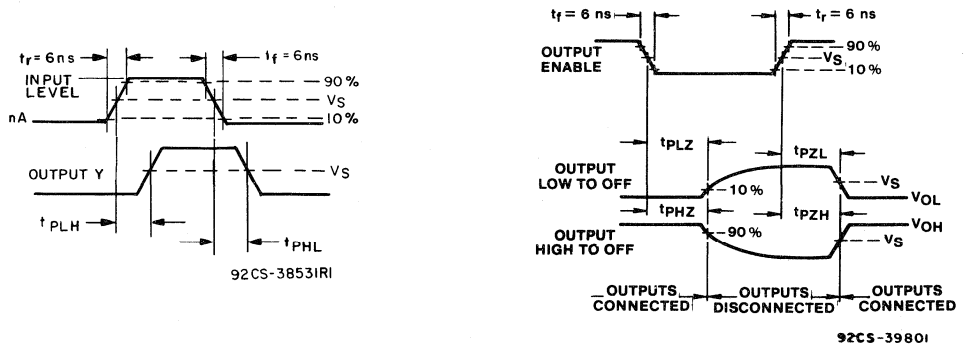 tr = 6ns
tf = 6ns
INPUT
LEVEL
90%
VS
10%
nA
OUTPUT Y
VS
tPLH
tPHL
92CS-38531R1
tf = 6 ns
tr = 6 ns
OUTPUT
ENABLE
90%
VS
10%
tPLZ
tPZL
OUTPUT
LOW TO OFF
10%
VS
VOL
tPHZ
tPZH
OUTPUT
HIGH TO OFF
90%
VOH
VS
OUTPUTS
CONNECTED
OUTPUTS
DISCONNECTED
OUTPUTS
CONNECTED
92CS-39801